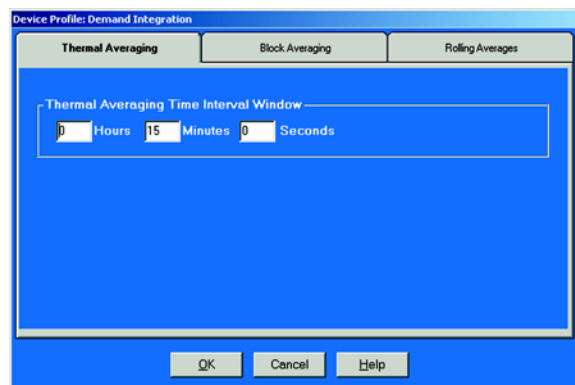 Device Profile: Demand Integration
Thermal Averaging Block Averaging Rolling Averages
Thermal Averaging Time Interval Window
0 Hours 15 Minutes 0 Seconds
OK Cancel Help